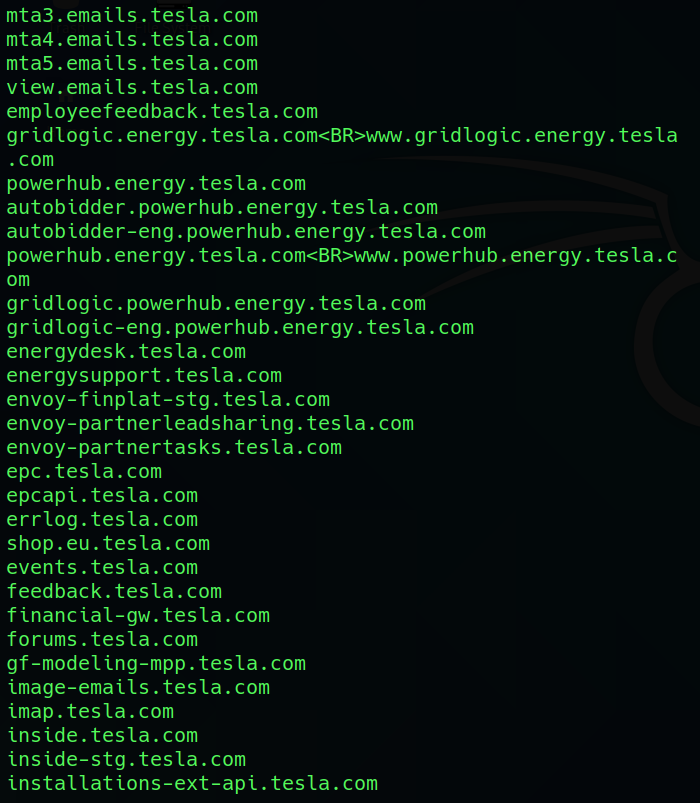 mta3.emails.tesla.com
mta4.emails.tesla.com
mta5.emails.tesla.com
view.emails.tesla.com
employeefeedback.tesla.com
gridlogic.energy.tesla.com<BR>www.gridlogic.energy.tesla
.com
powerhub.energy.tesla.com
autobidder.powerhub.energy.tesla.com
autobidder-eng.powerhub.energy.tesla.com
powerhub.energy.tesla.com<BR>www.powerhub.energy.tesla.c
om
gridlogic.powerhub.energy.tesla.com
gridlogic-eng.powerhub.energy.tesla.com
energydesk.tesla.com
energysupport.tesla.com
envoy-finplat-stg.tesla.com
envoy-partnerleadsharing.tesla.com
envoy-partnertasks.tesla.com
epc.tesla.com
epcapi.tesla.com
errlog.tesla.com
shop.eu.tesla.com
events.tesla.com
feedback.tesla.com
financial-gw.tesla.com
forums.tesla.com
gf-modeling-mpp.tesla.com
image-emails.tesla.com
imap.tesla.com
inside.tesla.com
inside-stg.tesla.com
installations-ext-api.tesla.com